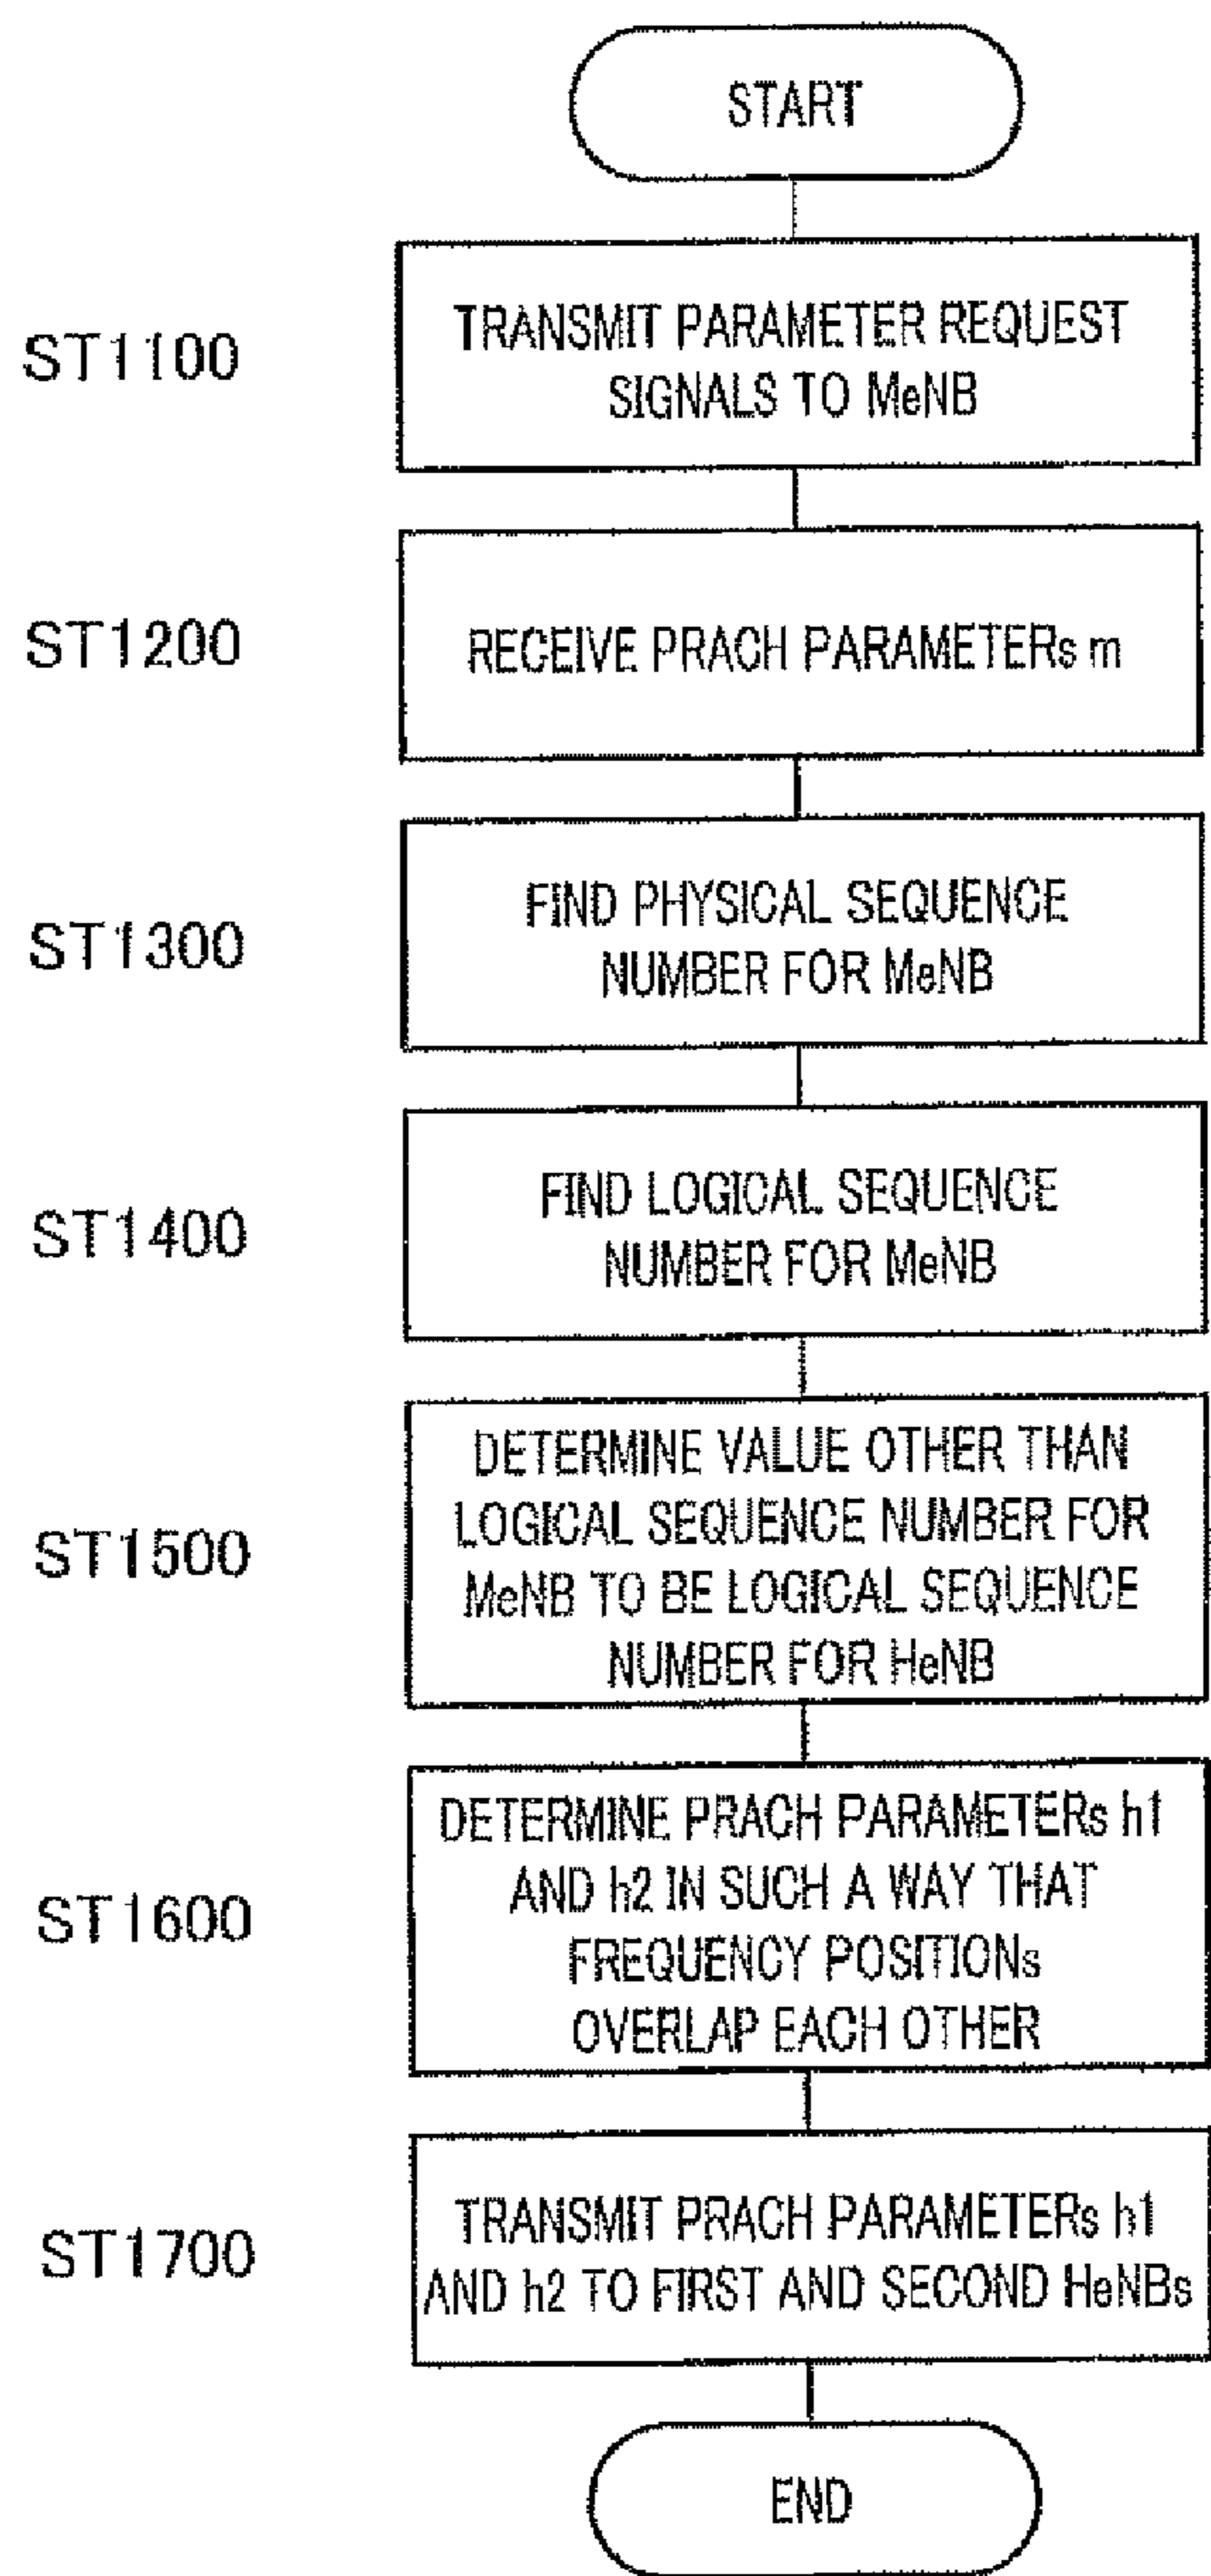 START
ST1100
TRANSMIT PARAMETER REQUEST
SIGNALS TO MeNB
ST1200
RECEIVE PRACH PARAMETERs m
ST1300
FIND PHYSICAL SEQUENCE
NUMBER FOR MeNB
ST1400
FIND LOGICAL SEQUENCE
NUMBER FOR MeNB
ST1500
DETERMINE VALUE OTHER THAN
LOGICAL SEQUENCE NUMBER FOR
MeNB TO BE LOGICAL SEQUENCE
NUMBER FOR HeNB
ST1600
DETERMINE PRACH PARAMETERs h1
AND h2 IN SUCH A WAY THAT
FREQUENCY POSITIONs
OVERLAP EACH OTHER
ST1700
TRANSMIT PRACH PARAMETERs h1
AND h2 TO FIRST AND SECOND HeNBs
END